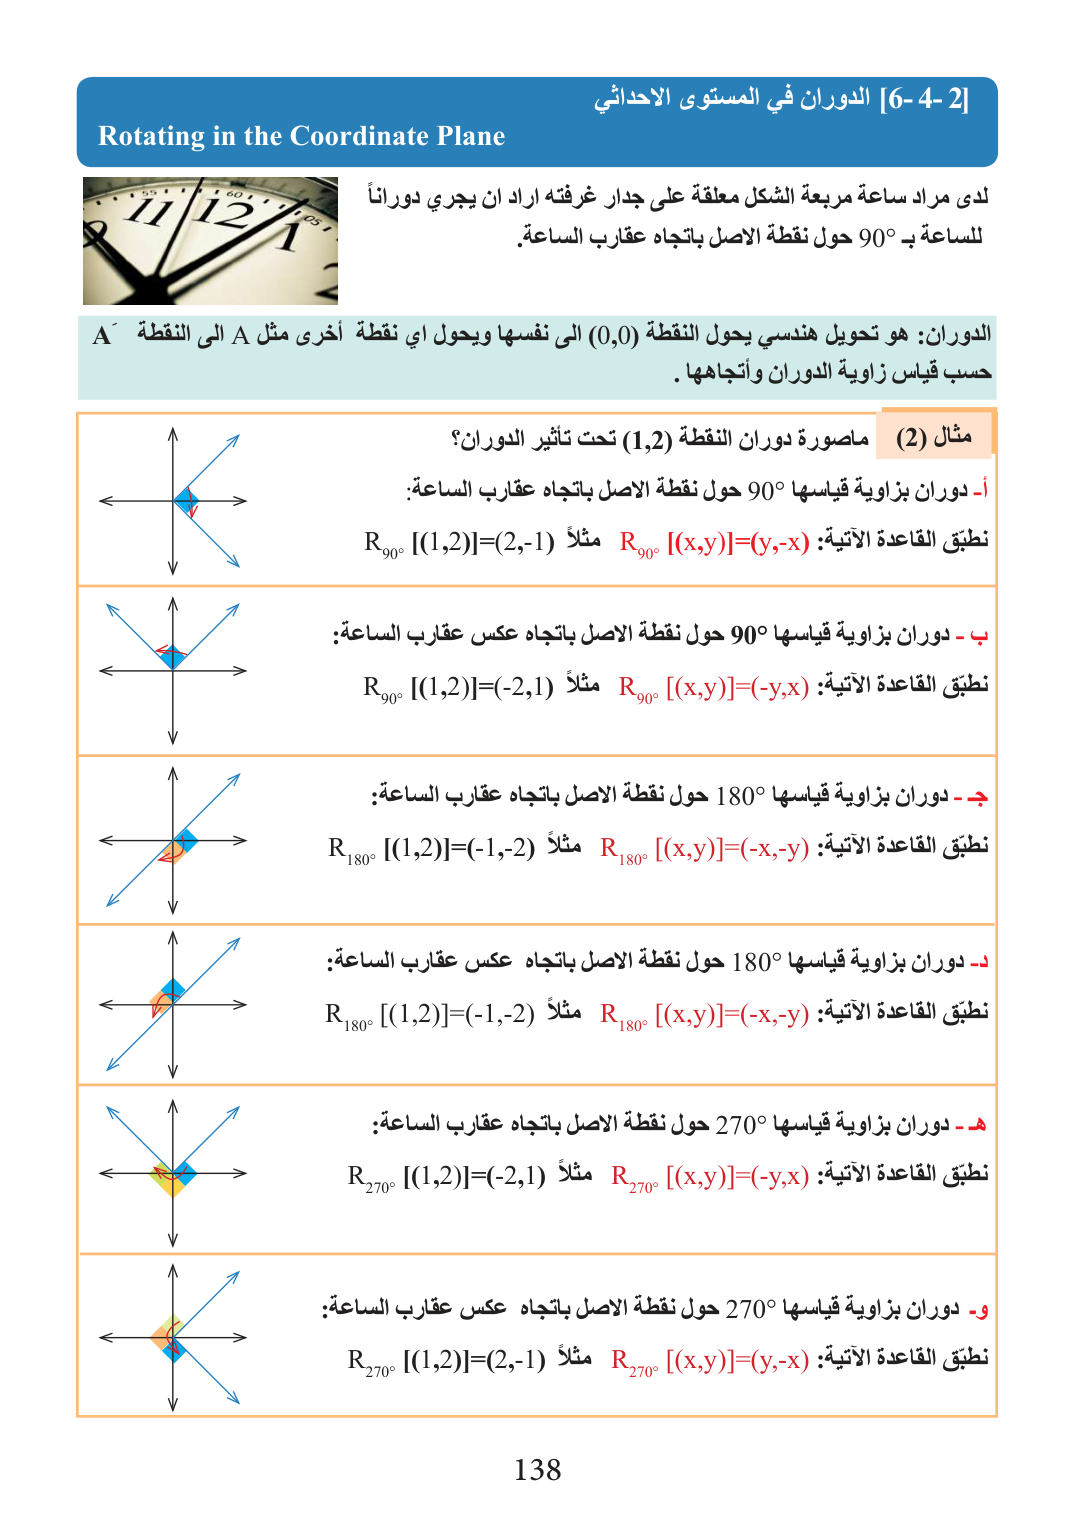 [6- 4- 2] الدوران في المستوى الاحداثي
Rotating in the Coordinate Plane
لدى مراد ساعة مربعة الشكل معلقة على جدار غرفته اراد ان يجري دوراناً
للساعة بـ 90° حول نقطة الاصل باتجاه عقارب الساعة.
55 60 05
11 12 1
الدوران: هو تحويل هندسي يحول النقطة (0,0) الى نفسها ويحول اي نقطة أخرى مثل A الى النقطة A´
حسب قياس زاوية الدوران وأتجاهها .
مثال (2) ماصورة دوران النقطة (1,2) تحت تأثير الدوران؟
أ- دوران بزاوية قياسها 90° حول نقطة الاصل باتجاه عقارب الساعة:
نطبّق القاعدة الآتية: R90° [(x,y)]=(y,-x) مثلاً R90° [(1,2)]=(2,-1)
ب - دوران بزاوية قياسها 90° حول نقطة الاصل باتجاه عكس عقارب الساعة:
نطبّق القاعدة الآتية: R90° [(x,y)]=(-y,x) مثلاً R90° [(1,2)]=(-2,1)
جـ - دوران بزاوية قياسها 180° حول نقطة الاصل باتجاه عقارب الساعة:
نطبّق القاعدة الآتية: R180° [(x,y)]=(-x,-y) مثلاً R180° [(1,2)]=(-1,-2)
د- دوران بزاوية قياسها 180° حول نقطة الاصل باتجاه عكس عقارب الساعة:
نطبّق القاعدة الآتية: R180° [(x,y)]=(-x,-y) مثلاً R180° [(1,2)]=(-1,-2)
هـ - دوران بزاوية قياسها 270° حول نقطة الاصل باتجاه عقارب الساعة:
نطبّق القاعدة الآتية: R270° [(x,y)]=(-y,x) مثلاً R270° [(1,2)]=(-2,1)
و- دوران بزاوية قياسها 270° حول نقطة الاصل باتجاه عكس عقارب الساعة:
نطبّق القاعدة الآتية: R270° [(x,y)]=(y,-x) مثلاً R270° [(1,2)]=(2,-1)
138